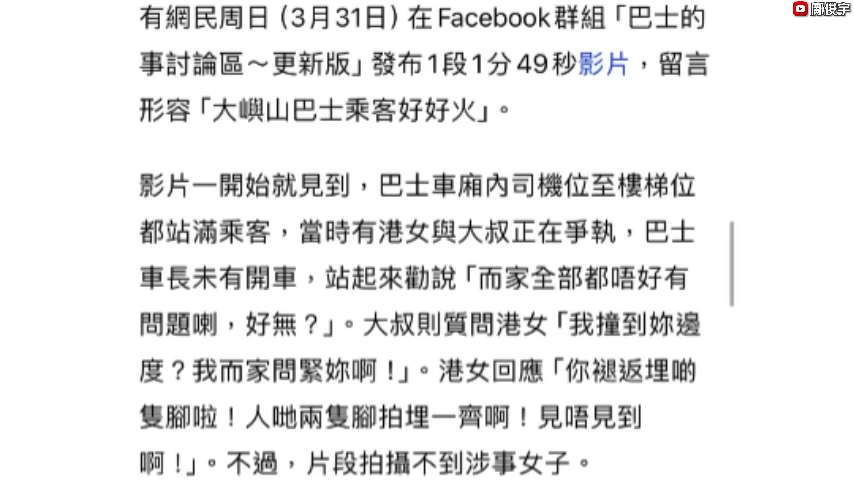 鄺俊宇
有網民周日（3月31日）在Facebook群組「巴士的
事討論區～更新版」發布1段1分49秒影片，留言
形容「大嶼山巴士乘客好好火」。
影片一開始就見到，巴士車廂內司機位至樓梯位
都站滿乘客，當時有港女與大叔正在爭執，巴士
車長未有開車，站起來勸說「而家全部都唔好有
問題喇，好無？」。大叔則質問港女「我撞到妳邊
度？我而家問緊妳啊！」。港女回應「你褪返埋啲
隻腳啦！人哋兩隻腳拍埋一齊啊！見唔見到
啊！」。不過，片段拍攝不到涉事女子。